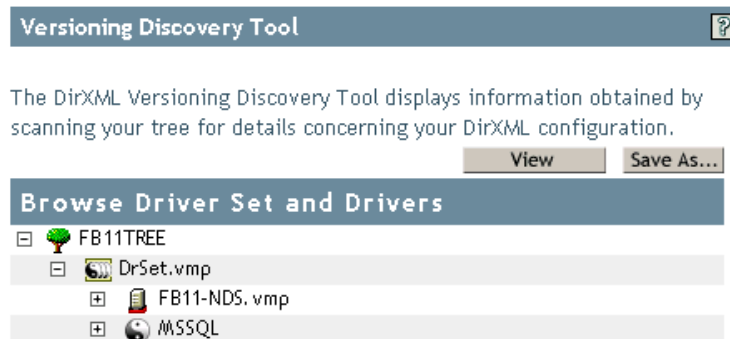 Versioning Discovery Tool
?
The DirXML Versioning Discovery Tool displays information obtained by
scanning your tree for details concerning your DirXML configuration.
View Save As...
Browse Driver Set and Drivers
FB11TREE
DrSet.vmp
FB11-NDS.vmp
MSSQL